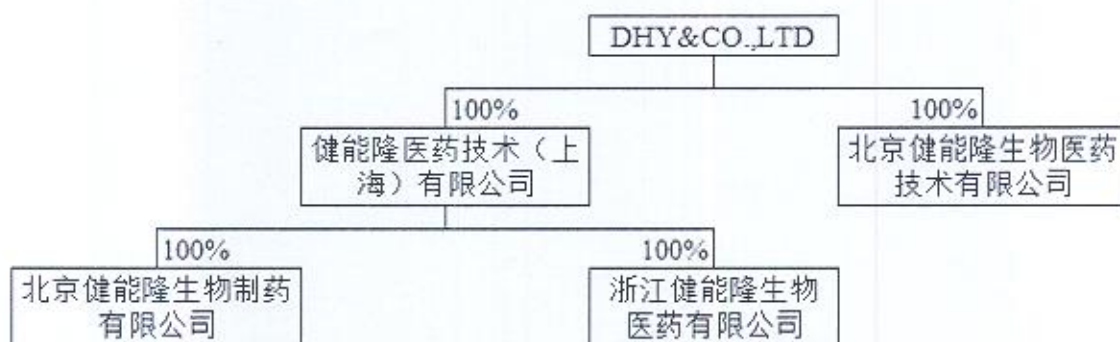 DHY&CO.,LTD
100%
100%
健能隆医药技术（上
海）有限公司
北京健能隆生物医药
技术有限公司
100%
100%
北京健能隆生物制药
有限公司
浙江健能隆生物
医药有限公司